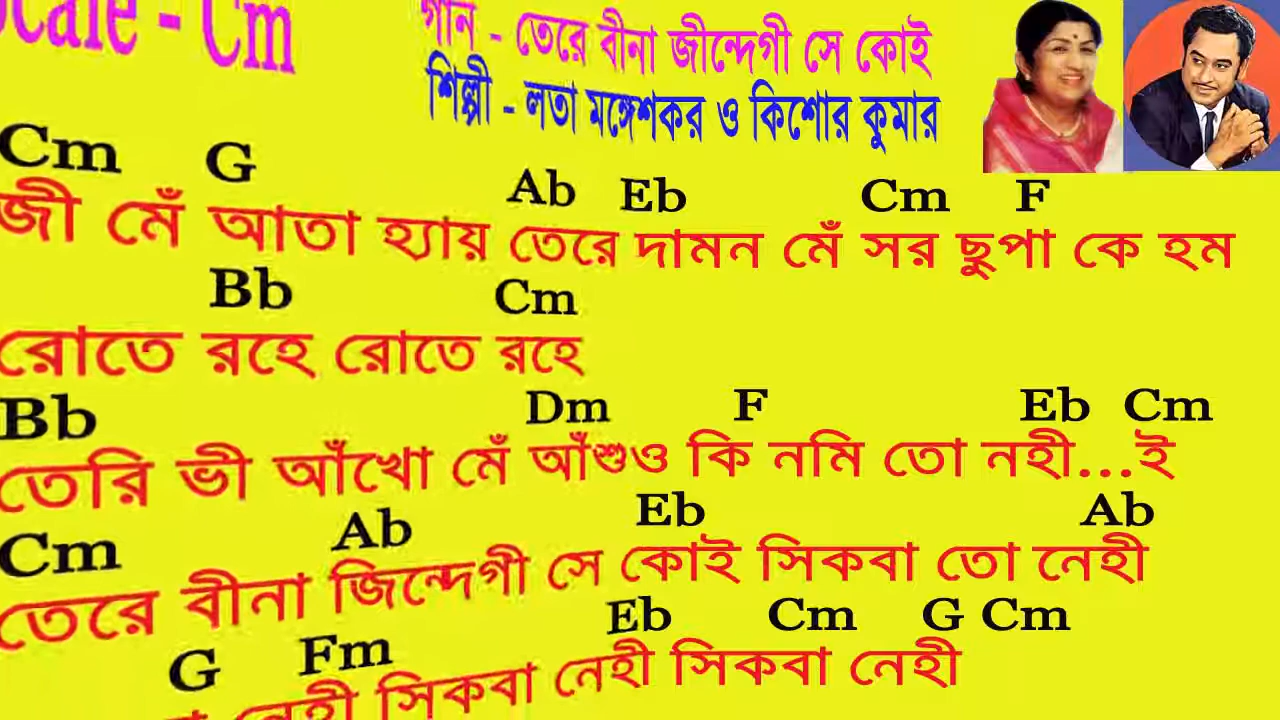 Scale - Cm
গান - তেরে বীনা জীন্দেগী সে কোই
শিল্পী - লতা মঙ্গেশকর ও কিশোর কুমার
Cm G Ab Eb Cm F
জী মেঁ আতা হ্যায় তেরে দামন মেঁ সর ছুপা কে হম
Bb Cm
রোতে রহে রোতে রহে
Bb Dm F Eb Cm
তেরি ভী আঁখো মেঁ আঁশুও কি নমি তো নহী...ই
Cm Ab Eb Ab
তেরে বীনা জিন্দেগী সে কোই সিকবা তো নেহী
G Fm Eb Cm G Cm
নেহী সিকবা নেহী সিকবা নেহী